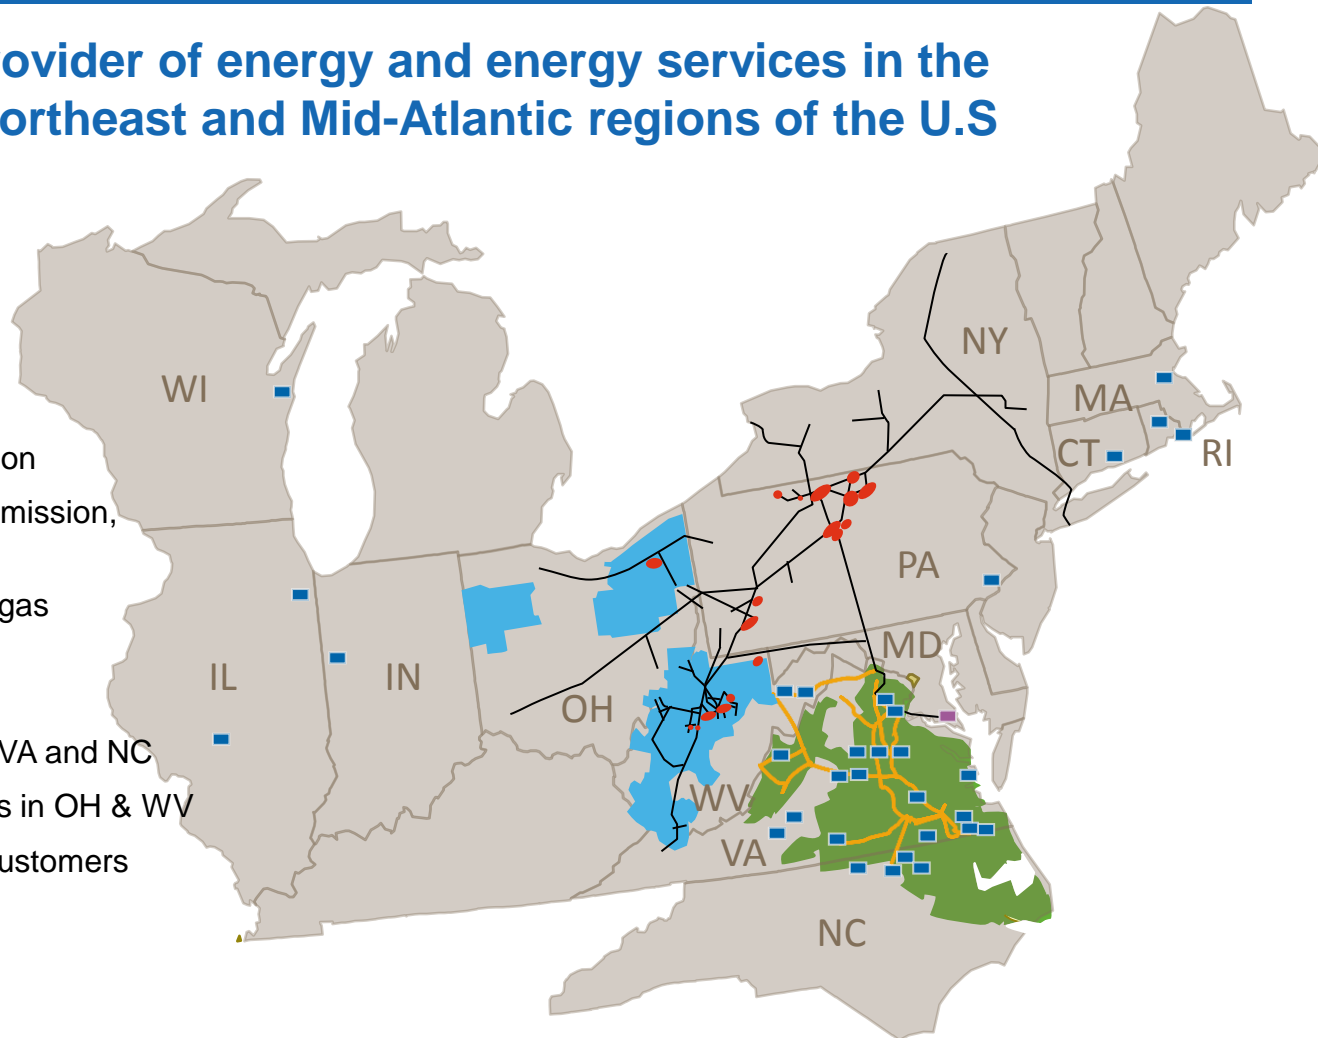 ovider of energy and energy services in the
ortheast and Mid-Atlantic regions of the U.S
on
mission,
gas
VA and NC
s in OH & WV
ustomers
WI
NY
MA
CT
RI
PA
MD
IL
IN
OH
WV
VA
NC